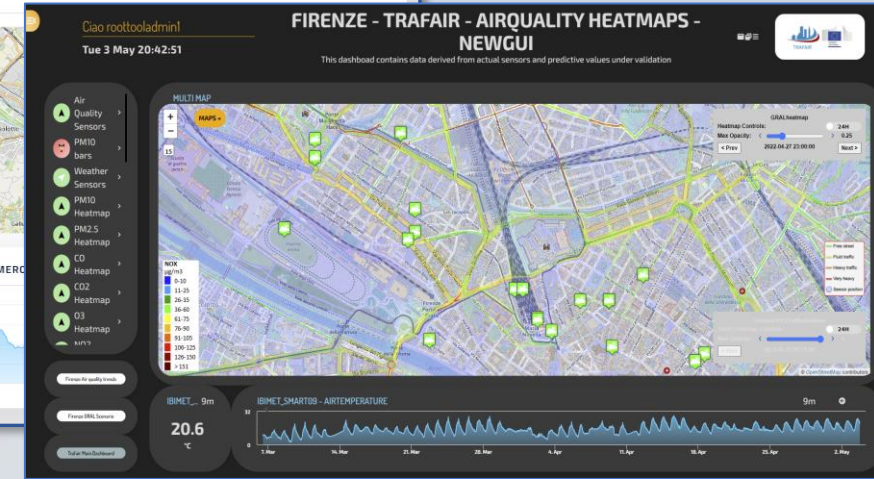 Ciao roottooladmin1
Tue 3 May 20:42:51
FIRENZE - TRAFAIR - AIRQUALITY HEATMAPS -
NEWGUI
This dashboad contains data derived from actual sensors and predictive values under validation
TRAFAIR
Air
Quality
Sensors
PM10
bars
Weather
Sensors
PM10
Heatmap
PM2.5
Heatmap
CO
Heatmap
CO2
Heatmap
O3
Heatmap
NO2
Firenze Air quality trends
Firenze GRAL Scenario
Trafair Main Dashboard
MULTI MAP
+
−
MAPS
15
GRALheatmap
Heatmap Controls:
24H
Max Opacity:
0.25
< Prev
2022-04-27 23:00:00
Next >
Free street
Fluid traffic
Heavy traffic
Very heavy
Sensor position
24H
NOX
µg/m3
0-10
11-25
26-35
36-60
61-75
76-90
91-105
106-125
126-150
> 151
© OpenStreetMap contributors
IBIMET_... 9m
20.6
°C
IBIMET_SMART09 - AIRTEMPERATURE
9m
0
7. Mar
14. Mar
21. Mar
28. Mar
4. Apr
11. Apr
18. Apr
25. Apr
2. May